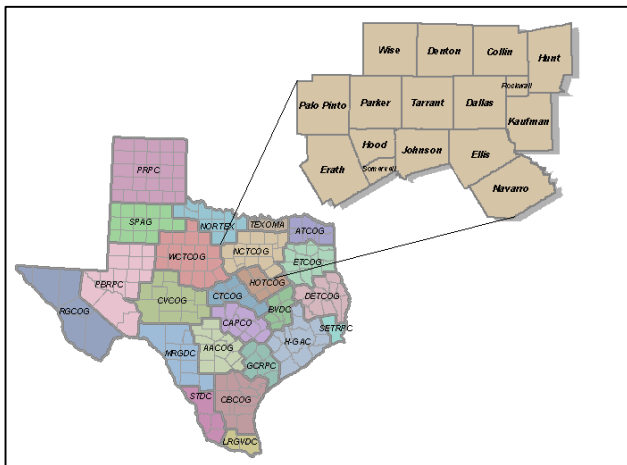 Wise
Denton
Collin
Hunt
Rockwall
Palo Pinto
Parker
Tarrant
Dallas
Kaufman
Hood
Johnson
Ellis
Erath
Somervell
Navarro
PRPC
SPAG
NORTEX
TEXOMA
ATCOG
WCTCOG
NCTCOG
ETCOG
PBRPC
HOTCOG
CVCOG
CTCOG
DETCOG
RGCOG
BVDC
CAPCO
SETRPC
H-GAC
MRGDC
AACOG
GCRPC
STDC
CBCOG
LRGVDC